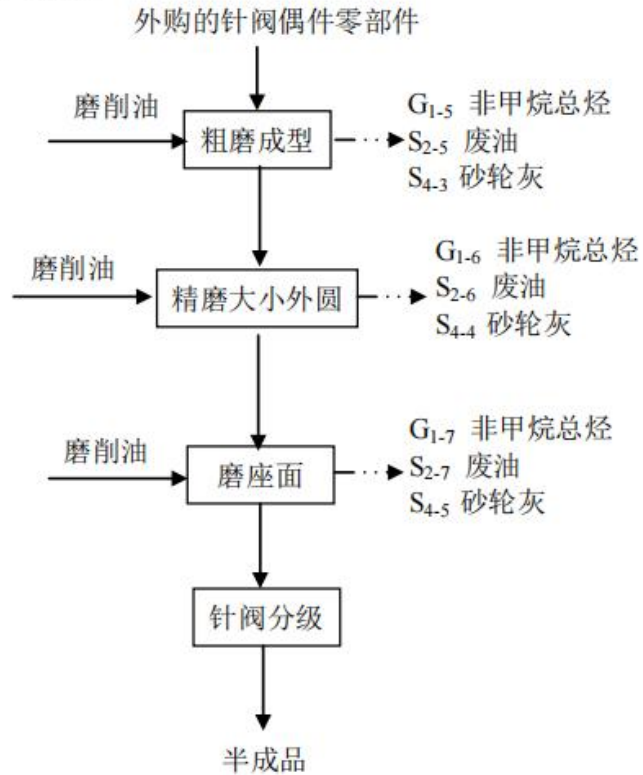 外购的针阀偶件零部件
磨削油
粗磨成型
G1-5 非甲烷总烃
S2-5 废油
S4-3 砂轮灰
磨削油
精磨大小外圆
G1-6 非甲烷总烃
S2-6 废油
S4-4 砂轮灰
磨削油
磨座面
G1-7 非甲烷总烃
S2-7 废油
S4-5 砂轮灰
针阀分级
半成品